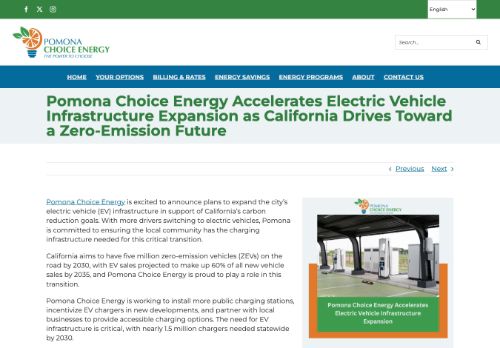 English
POMONA
CHOICE ENERGY
THE POWER TO CHOOSE
Search...
HOME YOUR OPTIONS BILLING & RATES ENERGY SAVINGS ENERGY PROGRAMS ABOUT CONTACT US
Pomona Choice Energy Accelerates Electric Vehicle
Infrastructure Expansion as California Drives Toward
a Zero-Emission Future
Previous Next
Pomona Choice Energy is excited to announce plans to expand the city's
electric vehicle (EV) infrastructure in support of California's carbon
reduction goals. With more drivers switching to electric vehicles, Pomona
is committed to ensuring the local community has the charging
infrastructure needed for this critical transition.
California aims to have five million zero-emission vehicles (ZEVs) on the
road by 2030, with EV sales projected to make up 60% of all new vehicle
sales by 2035, and Pomona Choice Energy is proud to play a role in this
transition.
Pomona Choice Energy is working to install more public charging stations,
incentivize EV chargers in new developments, and partner with local
businesses to provide accessible charging options. The need for EV
infrastructure is critical, with nearly 1.5 million chargers needed statewide
by 2030.
POMONA
CHOICE ENERGY
Pomona Choice Energy Accelerates
Electric Vehicle Infrastructure
Expansion